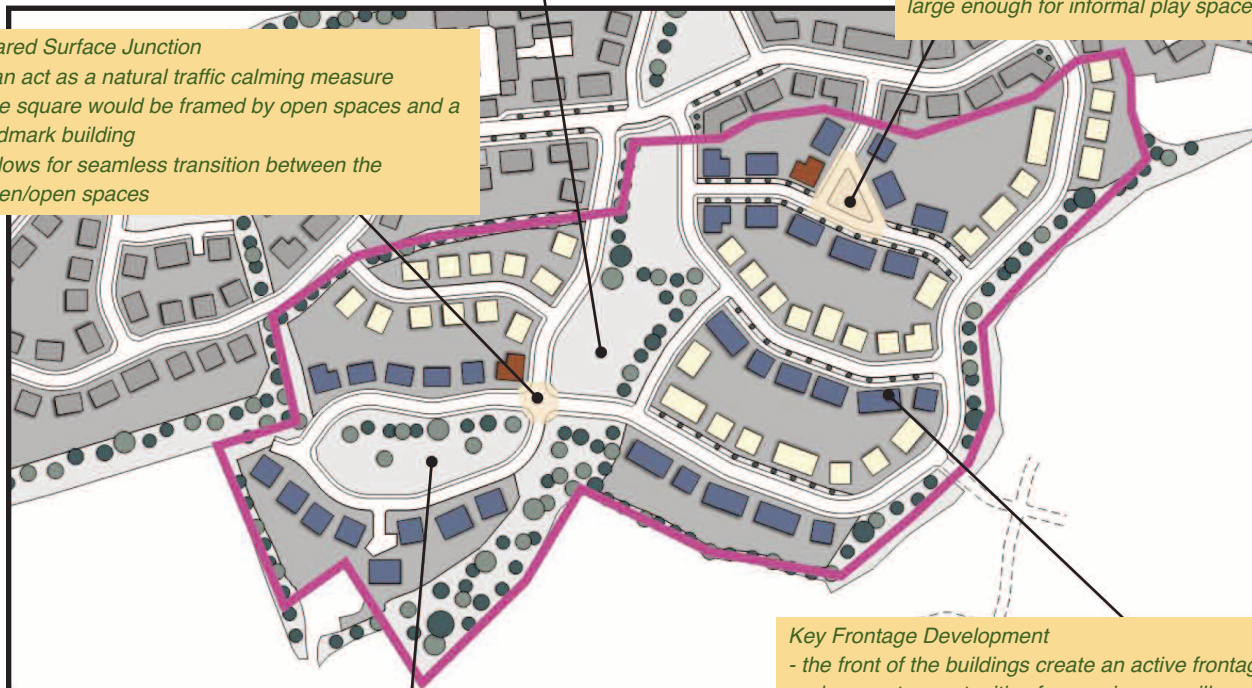 large enough for informal play space
ared Surface Junction
an act as a natural traffic calming measure
e square would be framed by open spaces and a
dmark building
lows for seamless transition between the
en/open spaces
Key Frontage Development
- the front of the buildings create an active frontag